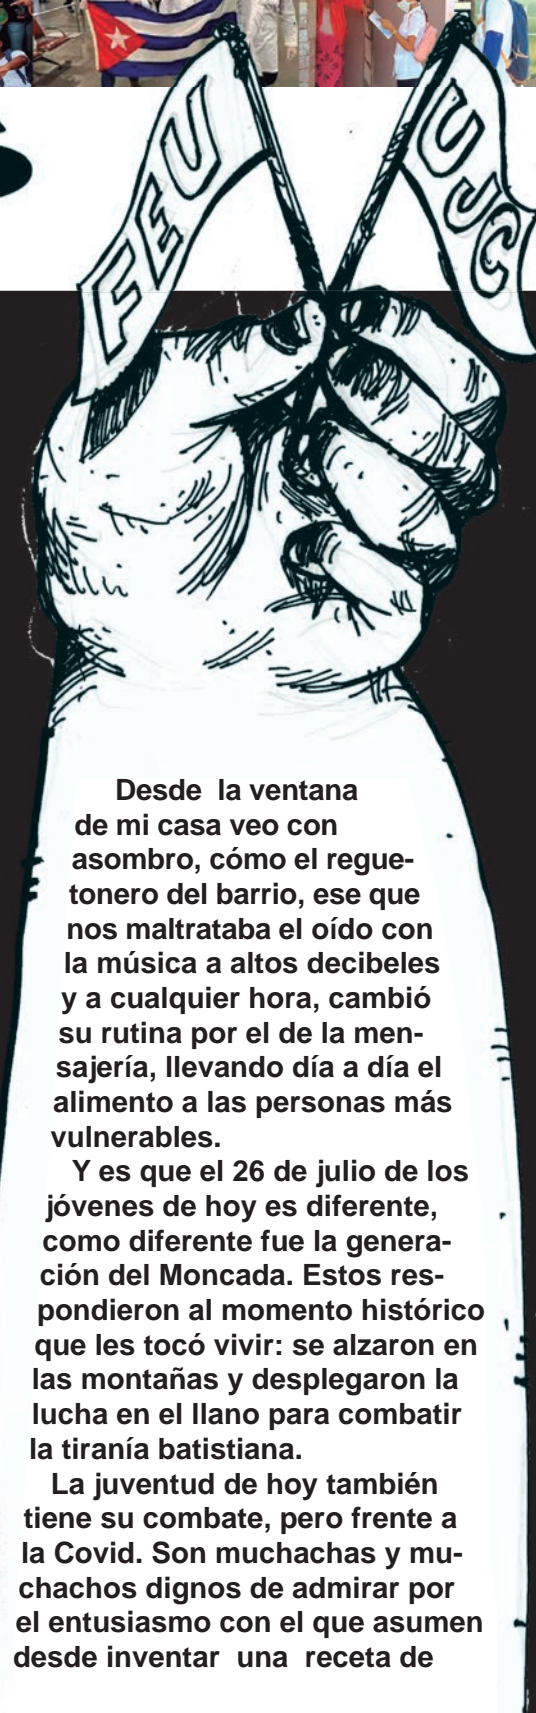 FEU
UJC
Desde la ventana
de mi casa veo con
asombro, cómo el regue-
tonero del barrio, ese que
nos maltrataba el oído con
la música a altos decibeles
y a cualquier hora, cambió
su rutina por el de la men-
sajería, llevando día a día el
alimento a las personas más
vulnerables.
Y es que el 26 de julio de los
jóvenes de hoy es diferente,
como diferente fue la genera-
ción del Moncada. Estos res-
pondieron al momento histórico
que les tocó vivir: se alzaron en
las montañas y desplegaron la
lucha en el llano para combatir
la tiranía batistiana.
La juventud de hoy también
tiene su combate, pero frente a
la Covid. Son muchachas y mu-
chachos dignos de admirar por
el entusiasmo con el que asumen
desde inventar una receta de